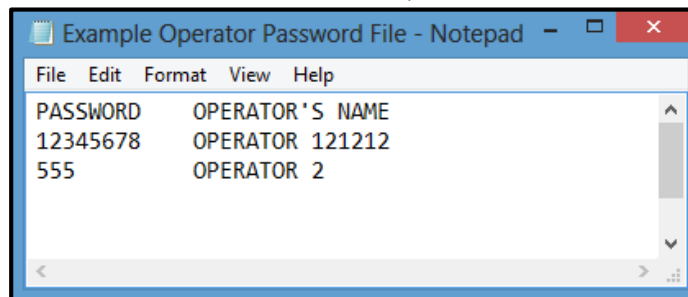 Example Operator Password File - Notepad
File Edit Format View Help
PASSWORD OPERATOR'S NAME
12345678 OPERATOR 121212
555 OPERATOR 2